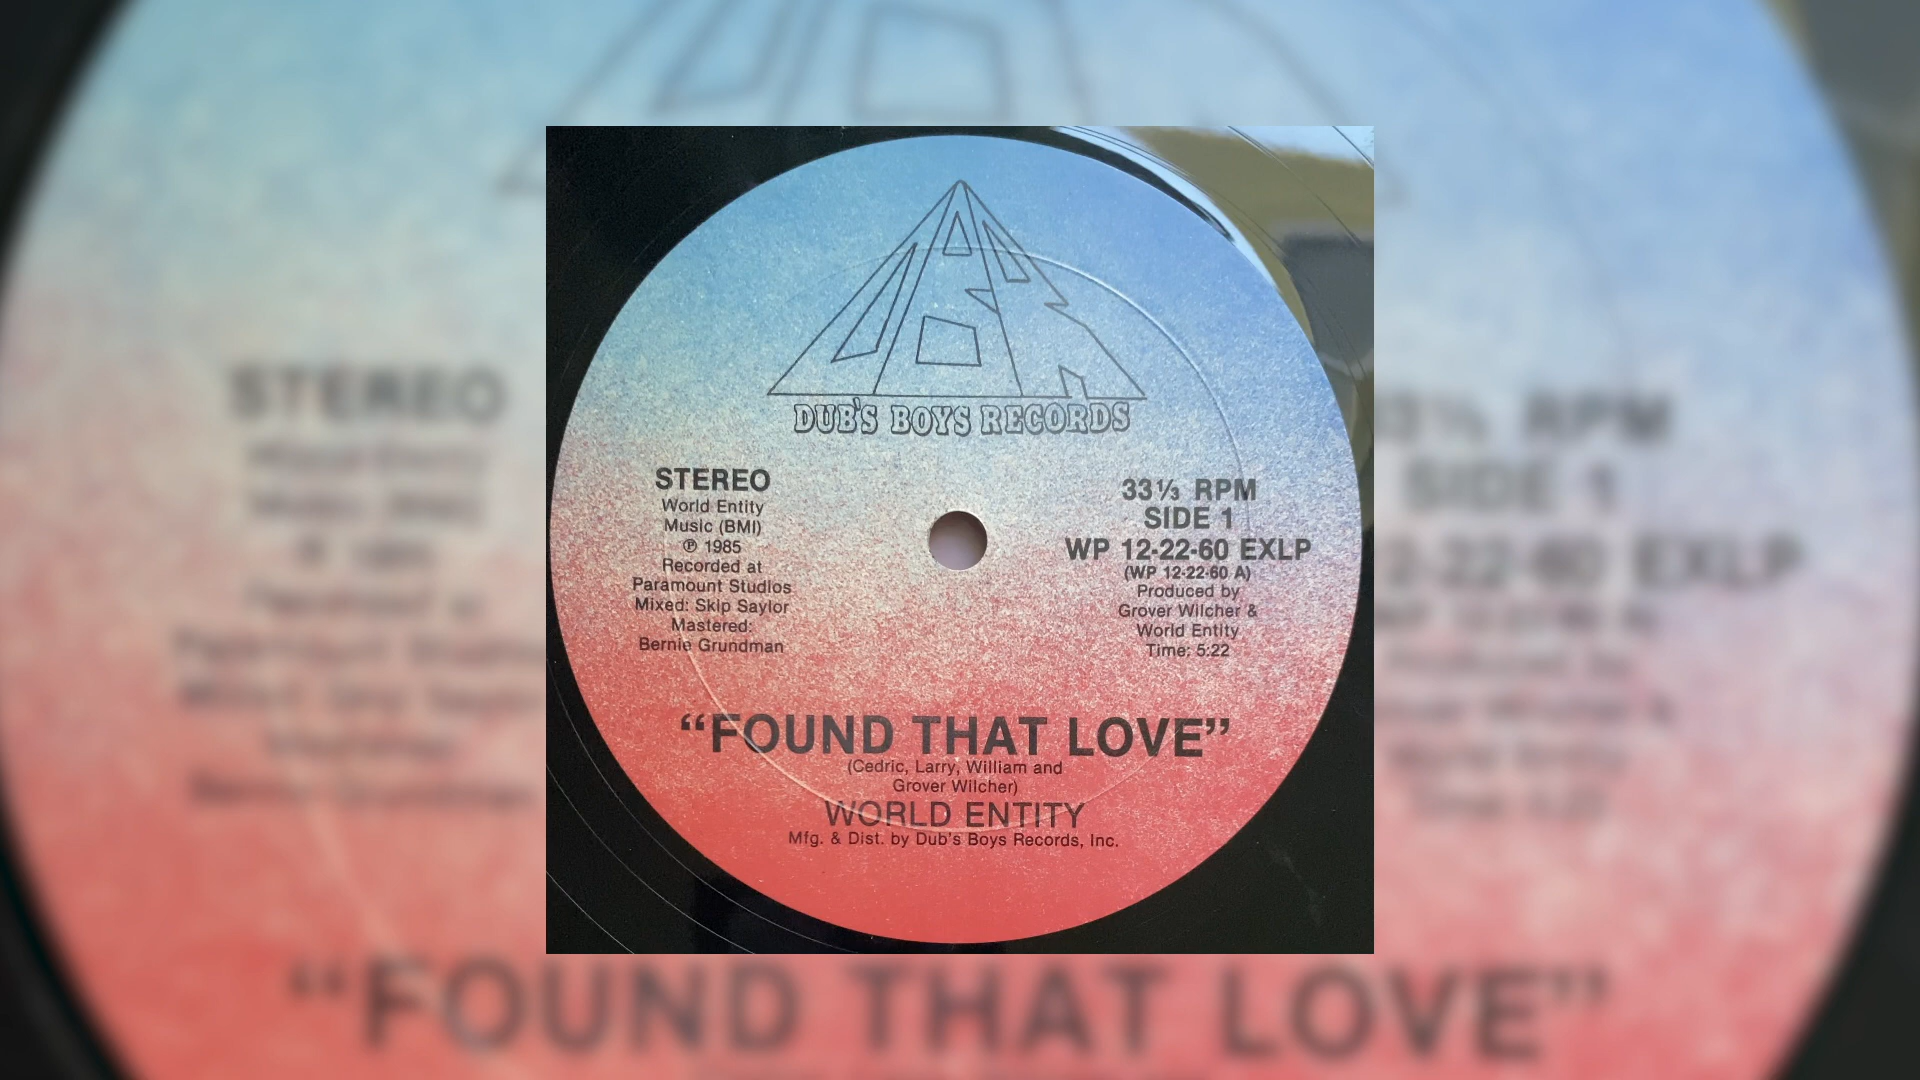 DBR
DUB'S BOYS RECORDS
STEREO
World Entity
Music (BMI)
℗ 1985
Recorded at
Paramount Studios
Mixed: Skip Saylor
Mastered:
Bernie Grundman
33⅓ RPM
SIDE 1
WP 12-22-60 EXLP
(WP 12-22-60 A)
Produced by
Grover Wilcher &
World Entity
Time: 5:22
“FOUND THAT LOVE”
(Cedric, Larry, William and
Grover Wilcher)
WORLD ENTITY
Mfg. & Dist. by Dub's Boys Records, Inc.